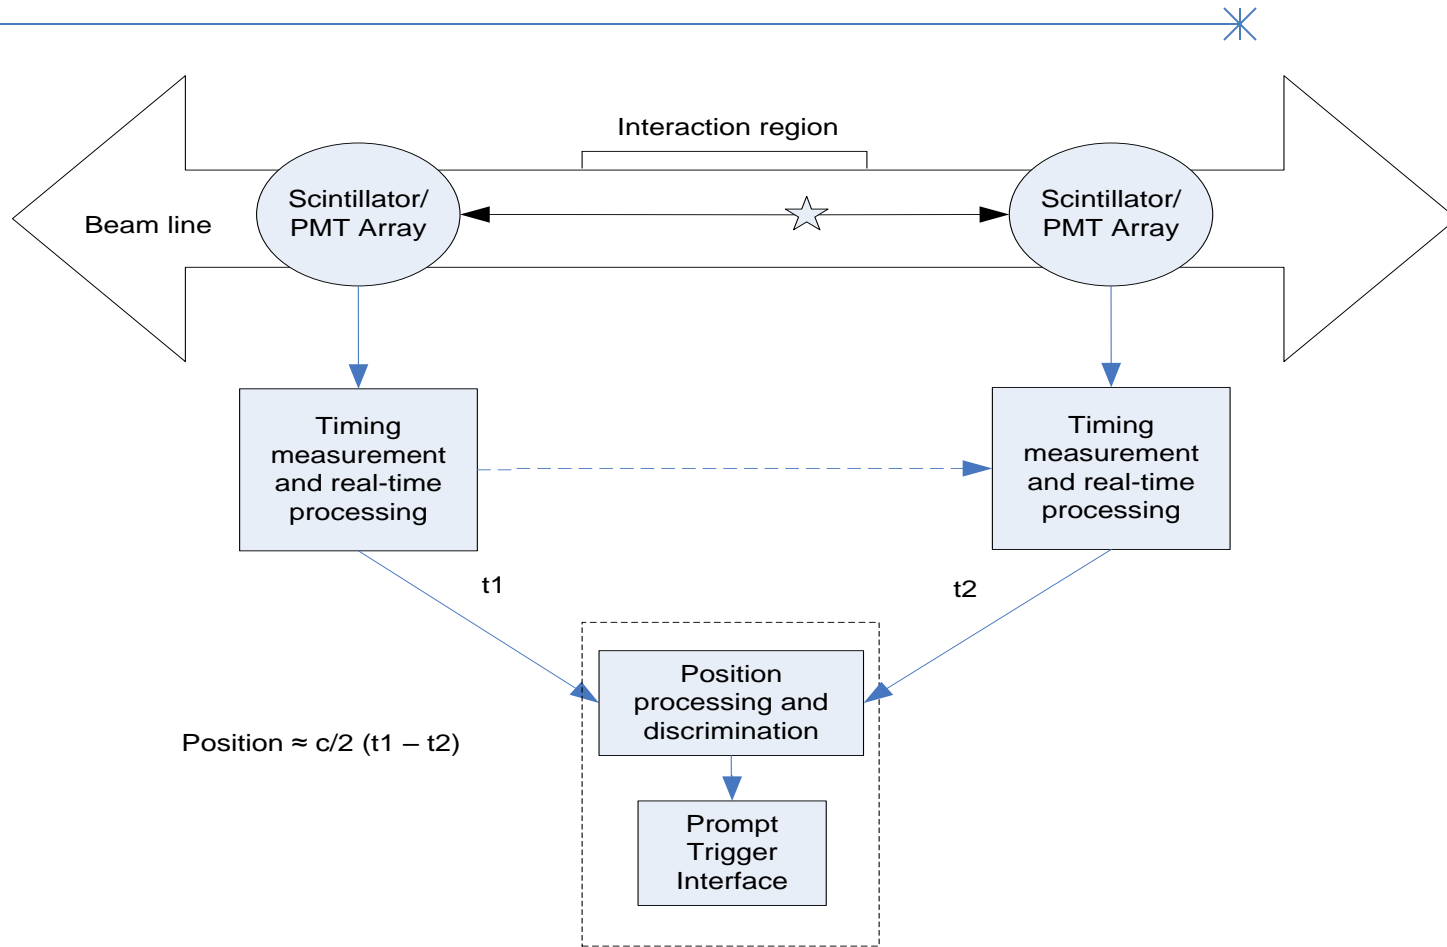 Interaction region
Beam line
Scintillator/
PMT Array
Scintillator/
PMT Array
Timing
measurement
and real-time
processing
Timing
measurement
and real-time
processing
t1
t2
Position
processing and
discrimination
Position ≈ c/2 (t1 – t2)
Prompt
Trigger
Interface